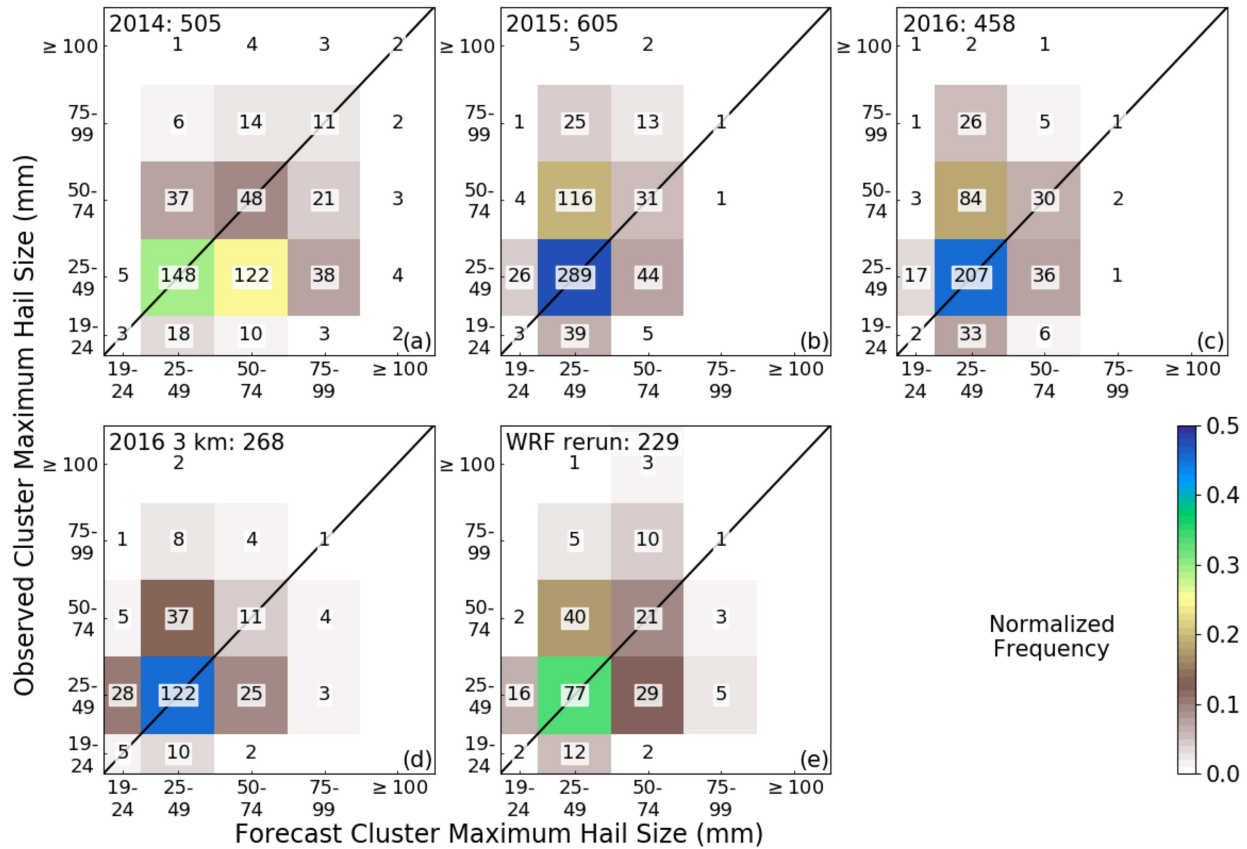 2014: 505
2015: 605
2016: 458
≥ 100 1 4 3 2
5 2
1 2 1
75-
99 6 14 11 2
1 25 13 1
1 26 5 1
50-
74 37 48 21 3
4 116 31 1
3 84 30 2
25-
49 5 148 122 38 4
26 289 44
17 207 36 1
19-
24 3 18 10 3 2 (a)
3 39 5 (b)
2 33 6 (c)
≥ 100
75-
99
50-
74
25-
49
19-
24
≥ 100
75-
99
50-
74
25-
49
19-
24
19- 25- 50- 75- ≥ 100
24 49 74 99
19- 25- 50- 75- ≥ 100
24 49 74 99
19- 25- 50- 75- ≥ 100
24 49 74 99
Observed Cluster Maximum Hail Size (mm)
2016 3 km: 268
WRF rerun: 229
≥ 100 2
1 3
75-
99 1 8 4 1
5 10 1
50-
74 5 37 11 4
2 40 21 3
25-
49 28 122 25 3
16 77 29 5
19-
24 5 10 2 (d)
2 12 2 (e)
≥ 100
75-
99
50-
74
25-
49
19-
24
19- 25- 50- 75- ≥ 100
24 49 74 99
19- 25- 50- 75- ≥ 100
24 49 74 99
Forecast Cluster Maximum Hail Size (mm)
Normalized
Frequency
0.5
0.4
0.3
0.2
0.1
0.0